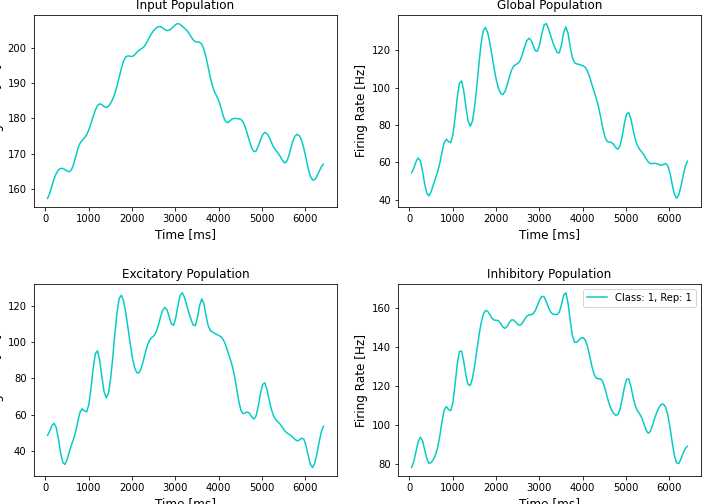 Input Population
200
190
180
170
160
0 1000 2000 3000 4000 5000 6000
Time [ms]
Global Population
Firing Rate [Hz]
120
100
80
60
40
0 1000 2000 3000 4000 5000 6000
Time [ms]
Excitatory Population
120
100
80
60
40
0 1000 2000 3000 4000 5000 6000
Time [ms]
Inhibitory Population
Class: 1, Rep: 1
Firing Rate [Hz]
160
140
120
100
80
0 1000 2000 3000 4000 5000 6000
Time [ms]